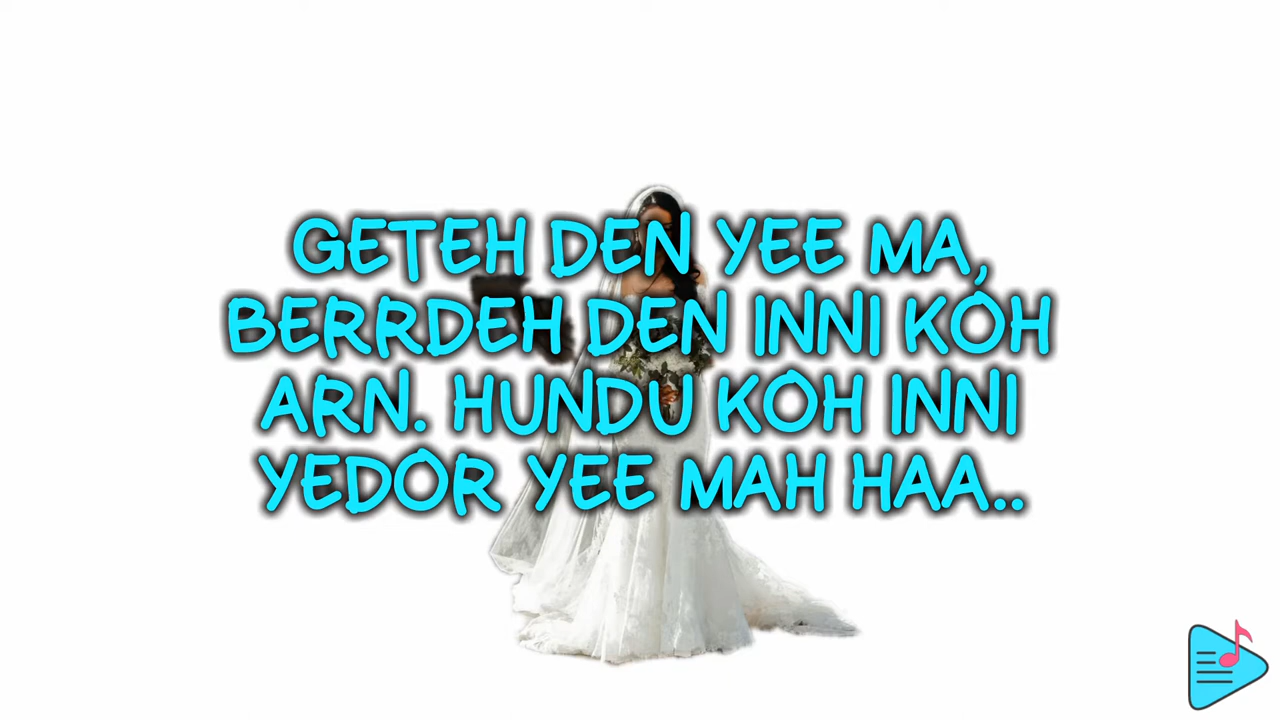 GETEH DEN YEE MA,
BERRDEH DEN INNI KOH
ARN. HUNDU KOH INNI
YEDOR YEE MAH HAA..